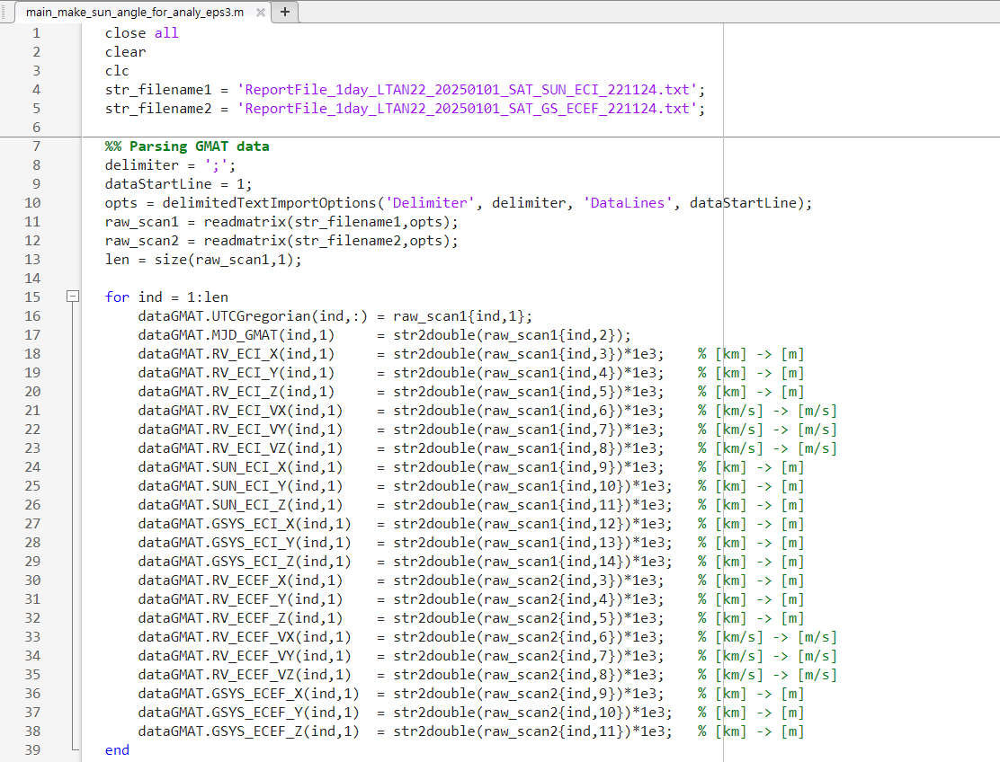 main_make_sun_angle_for_analy_eps3.m × +
1 close all
2 clear
3 clc
4 str_filename1 = 'ReportFile_1day_LTAN22_20250101_SAT_SUN_ECI_221124.txt';
5 str_filename2 = 'ReportFile_1day_LTAN22_20250101_SAT_GS_ECEF_221124.txt';
6
7 %% Parsing GMAT data
8 delimiter = ';';
9 dataStartLine = 1;
10 opts = delimitedTextImportOptions('Delimiter', delimiter, 'DataLines', dataStartLine);
11 raw_scan1 = readmatrix(str_filename1,opts);
12 raw_scan2 = readmatrix(str_filename2,opts);
13 len = size(raw_scan1,1);
14
15 for ind = 1:len
16 dataGMAT.UTCGregorian(ind,:) = raw_scan1{ind,1};
17 dataGMAT.MJD_GMAT(ind,1) = str2double(raw_scan1{ind,2});
18 dataGMAT.RV_ECI_X(ind,1) = str2double(raw_scan1{ind,3})*1e3; % [km] -> [m]
19 dataGMAT.RV_ECI_Y(ind,1) = str2double(raw_scan1{ind,4})*1e3; % [km] -> [m]
20 dataGMAT.RV_ECI_Z(ind,1) = str2double(raw_scan1{ind,5})*1e3; % [km] -> [m]
21 dataGMAT.RV_ECI_VX(ind,1) = str2double(raw_scan1{ind,6})*1e3; % [km/s] -> [m/s]
22 dataGMAT.RV_ECI_VY(ind,1) = str2double(raw_scan1{ind,7})*1e3; % [km/s] -> [m/s]
23 dataGMAT.RV_ECI_VZ(ind,1) = str2double(raw_scan1{ind,8})*1e3; % [km/s] -> [m/s]
24 dataGMAT.SUN_ECI_X(ind,1) = str2double(raw_scan1{ind,9})*1e3; % [km] -> [m]
25 dataGMAT.SUN_ECI_Y(ind,1) = str2double(raw_scan1{ind,10})*1e3; % [km] -> [m]
26 dataGMAT.SUN_ECI_Z(ind,1) = str2double(raw_scan1{ind,11})*1e3; % [km] -> [m]
27 dataGMAT.GSYS_ECI_X(ind,1) = str2double(raw_scan1{ind,12})*1e3; % [km] -> [m]
28 dataGMAT.GSYS_ECI_Y(ind,1) = str2double(raw_scan1{ind,13})*1e3; % [km] -> [m]
29 dataGMAT.GSYS_ECI_Z(ind,1) = str2double(raw_scan1{ind,14})*1e3; % [km] -> [m]
30 dataGMAT.RV_ECEF_X(ind,1) = str2double(raw_scan2{ind,3})*1e3; % [km] -> [m]
31 dataGMAT.RV_ECEF_Y(ind,1) = str2double(raw_scan2{ind,4})*1e3; % [km] -> [m]
32 dataGMAT.RV_ECEF_Z(ind,1) = str2double(raw_scan2{ind,5})*1e3; % [km] -> [m]
33 dataGMAT.RV_ECEF_VX(ind,1) = str2double(raw_scan2{ind,6})*1e3; % [km/s] -> [m/s]
34 dataGMAT.RV_ECEF_VY(ind,1) = str2double(raw_scan2{ind,7})*1e3; % [km/s] -> [m/s]
35 dataGMAT.RV_ECEF_VZ(ind,1) = str2double(raw_scan2{ind,8})*1e3; % [km/s] -> [m/s]
36 dataGMAT.GSYS_ECEF_X(ind,1) = str2double(raw_scan2{ind,9})*1e3; % [km] -> [m]
37 dataGMAT.GSYS_ECEF_Y(ind,1) = str2double(raw_scan2{ind,10})*1e3; % [km] -> [m]
38 dataGMAT.GSYS_ECEF_Z(ind,1) = str2double(raw_scan2{ind,11})*1e3; % [km] -> [m]
39 end